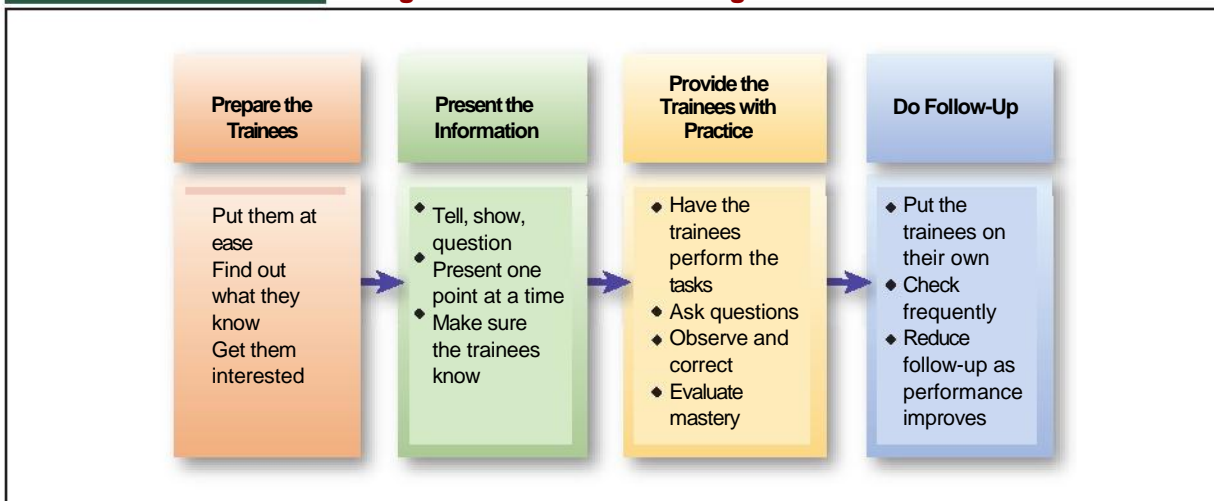 Prepare the
Trainees
Put them at
ease
Find out
what they
know
Get them
interested
Present the
Information
◆ Tell, show,
question
◆ Present one
point at a time
◆ Make sure
the trainees
know
Provide the
Trainees with
Practice
◆ Have the
trainees
perform the
tasks
◆ Ask questions
◆ Observe and
correct
◆ Evaluate
mastery
Do Follow-Up
◆ Put the
trainees on
their own
◆ Check
frequently
◆ Reduce
follow-up as
performance
improves